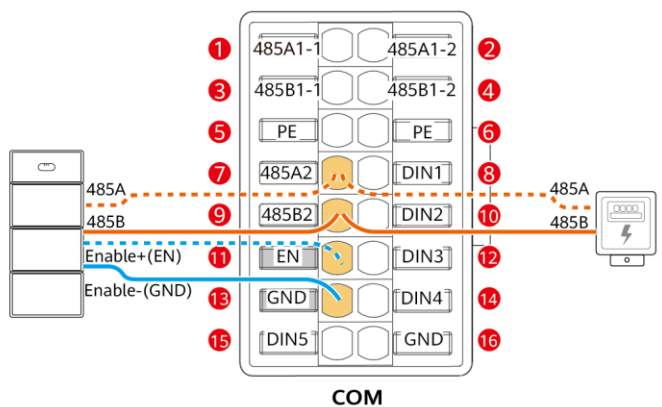 1 485A1-1 485A1-2 2
3 485B1-1 485B1-2 4
5 PE PE 6
7 485A2 DIN1 8
485A 485A
9 485B2 DIN2 10
485B 485B
Enable+(EN) 11 EN DIN3 12
Enable-(GND) 13 GND DIN4 14
15 DIN5 GND 16
COM